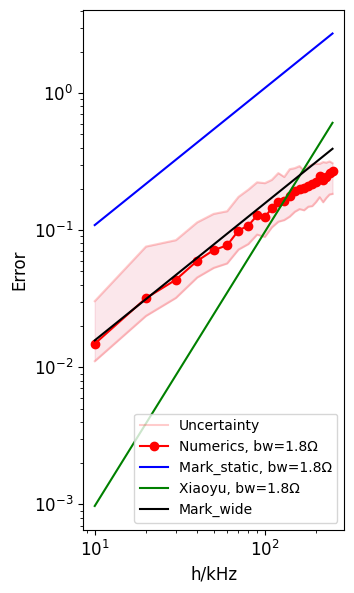 10⁰
10⁻¹
10⁻²
10⁻³
Error
10¹
10²
h/kHz
Uncertainty
Numerics, bw=1.8Ω
Mark_static, bw=1.8Ω
Xiaoyu, bw=1.8Ω
Mark_wide